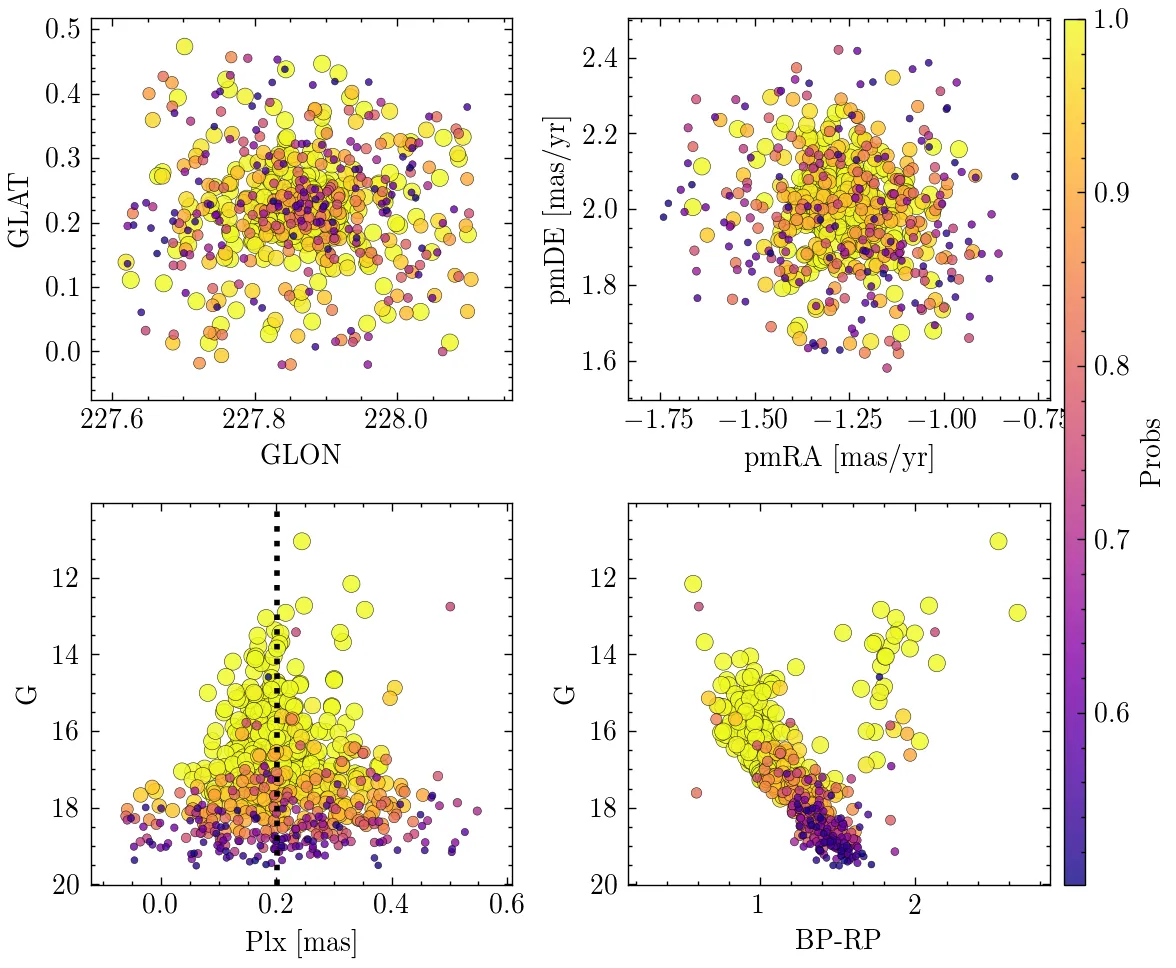 0.5
0.4
0.3
0.2
0.1
0.0
GLAT
227.6 227.8 228.0
GLON
2.4
2.2
2.0
1.8
1.6
pmDE [mas/yr]
−1.75 −1.50 −1.25 −1.00 −0.75
pmRA [mas/yr]
12
14
16
18
20
G
0.0 0.2 0.4 0.6
Plx [mas]
12
14
16
18
20
G
1 2
BP-RP
1.0
0.9
0.8
0.7
0.6
Probs